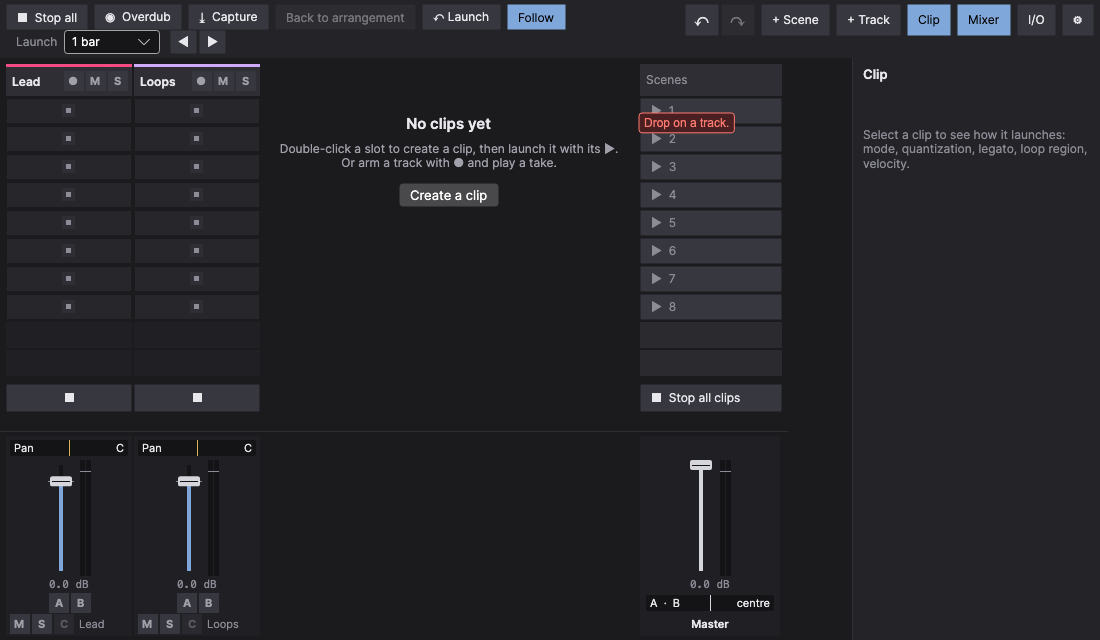 Stop all
Overdub
Capture
Back to arrangement
Launch
Follow
+ Scene
+ Track
Clip
Mixer
I/O
Launch
1 bar
Lead
M S
Loops
M S
Scenes
Clip
1
Drop on a track.
2
3
4
5
6
7
8
No clips yet
Double-click a slot to create a clip, then launch it with its ▶.
Or arm a track with ● and play a take.
Create a clip
Select a clip to see how it launches:
mode, quantization, legato, loop region,
velocity.
Stop all clips
Pan C
Pan C
0.0 dB
0.0 dB
0.0 dB
A B
A B
A · B centre
M S C Lead
M S C Loops
Master